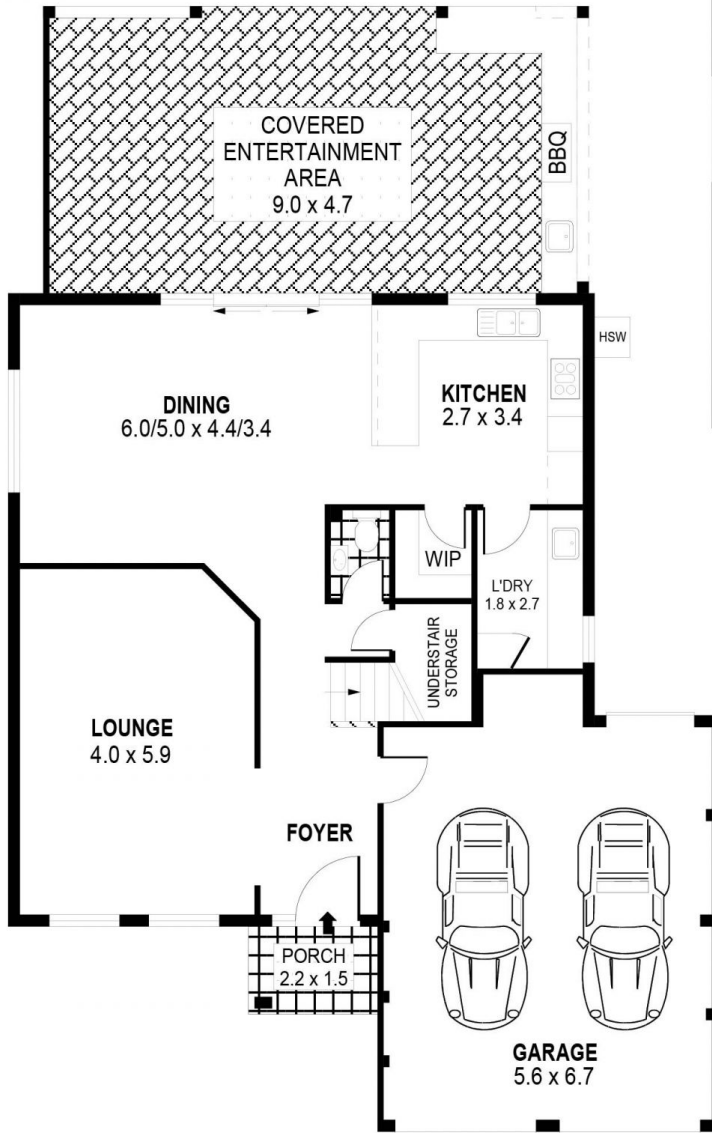 COVERED
ENTERTAINMENT
AREA
9.0 x 4.7
BBQ
HSW
DINING
6.0/5.0 x 4.4/3.4
KITCHEN
2.7 x 3.4
WIP
L'DRY
1.8 x 2.7
UNDERSTAIR
STORAGE
LOUNGE
4.0 x 5.9
FOYER
PORCH
2.2 x 1.5
GARAGE
5.6 x 6.7